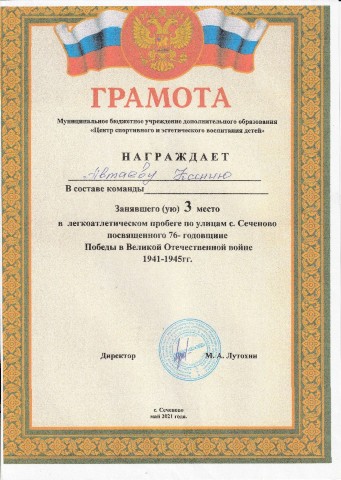 ГРАМОТА
Муниципальное бюджетное учреждение дополнительного образования
«Центр спортивного и эстетического воспитания детей»
НАГРАЖДАЕТ
Автаеву Ксению
В составе команды
Занявшего (ую) 3 место
в легкоатлетическом пробеге по улицам с. Сеченово
посвященного 76- годовщине
Победы в Великой Отечественной войне
1941-1945гг.
Директор М. А. Лутохин
с. Сеченово
май 2021 года.